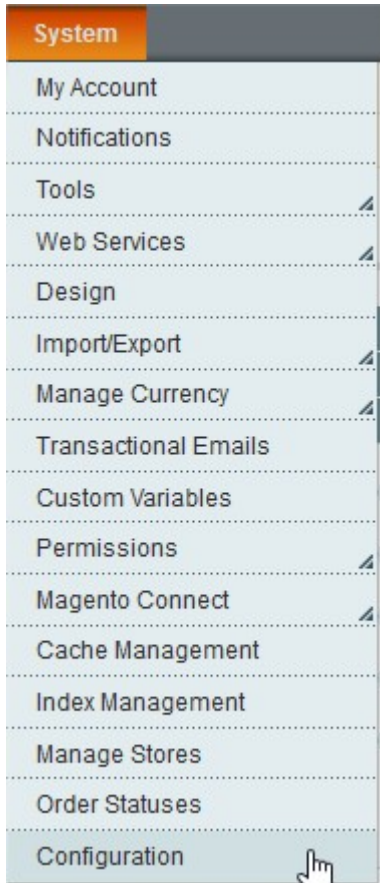 System
My Account
Notifications
Tools
Web Services
Design
Import/Export
Manage Currency
Transactional Emails
Custom Variables
Permissions
Magento Connect
Cache Management
Index Management
Manage Stores
Order Statuses
Configuration